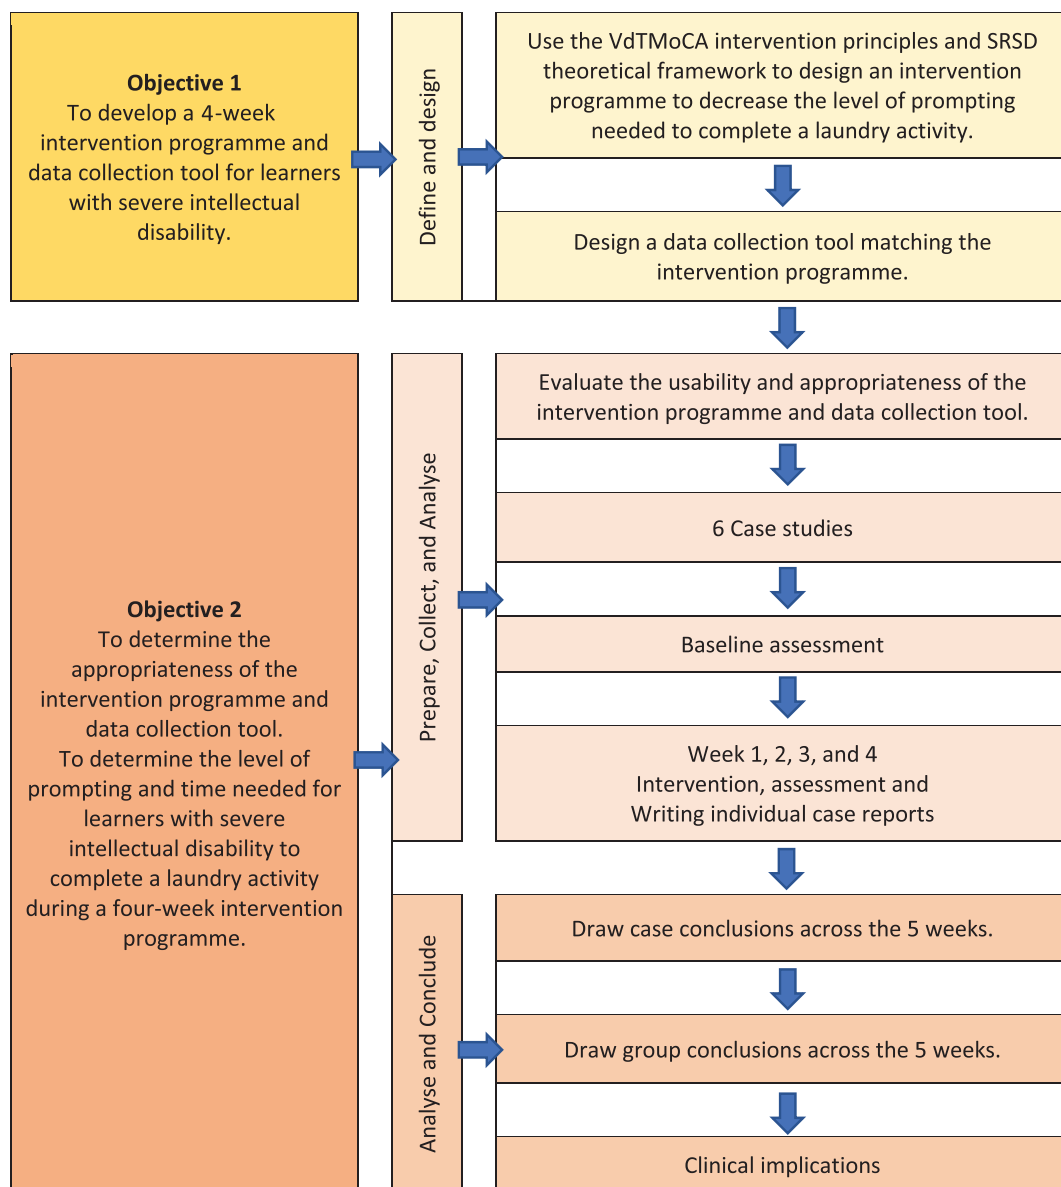 Objective 1
To develop a 4-week
intervention programme and
data collection tool for learners
with severe intellectual
disability.
Define and design
Use the VdTMoCA intervention principles and SRSD
theoretical framework to design an intervention
programme to decrease the level of prompting
needed to complete a laundry activity.
Design a data collection tool matching the
intervention programme.
Objective 2
To determine the
appropriateness of the
intervention programme and
data collection tool.
To determine the level of
prompting and time needed for
learners with severe
intellectual disability to
complete a laundry activity
during a four-week intervention
programme.
Prepare, Collect, and Analyse
Evaluate the usability and appropriateness of the
intervention programme and data collection tool.
6 Case studies
Baseline assessment
Week 1, 2, 3, and 4
Intervention, assessment and
Writing individual case reports
Analyse and Conclude
Draw case conclusions across the 5 weeks.
Draw group conclusions across the 5 weeks.
Clinical implications